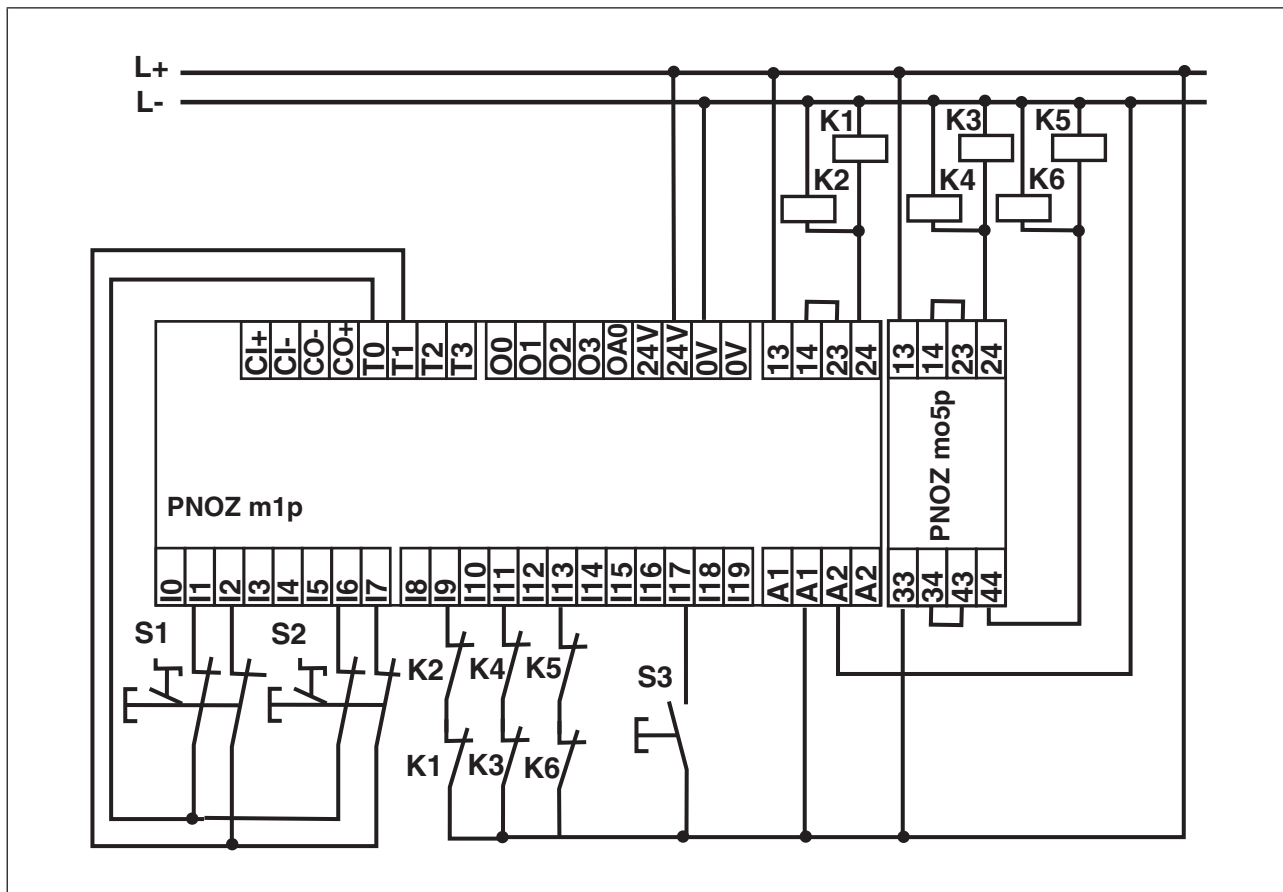 L+
L-
K1
K3
K5
K2
K4
K6
CI+ CI- CO- CO+ T0 T1 T2 T3 O0 O1 O2 O3 OA0 24V 24V 0V 0V 13 14 23 24 13 14 23 24
PNOZ m1p
PNOZ mo5p
I0 I1 I2 I3 I4 I5 I6 I7 I8 I9 I10 I11 I12 I13 I14 I15 I16 I17 I18 I19 A1 A1 A2 A2 33 34 43 44
S1
S2
K2
K4
K5
S3
K1
K3
K6